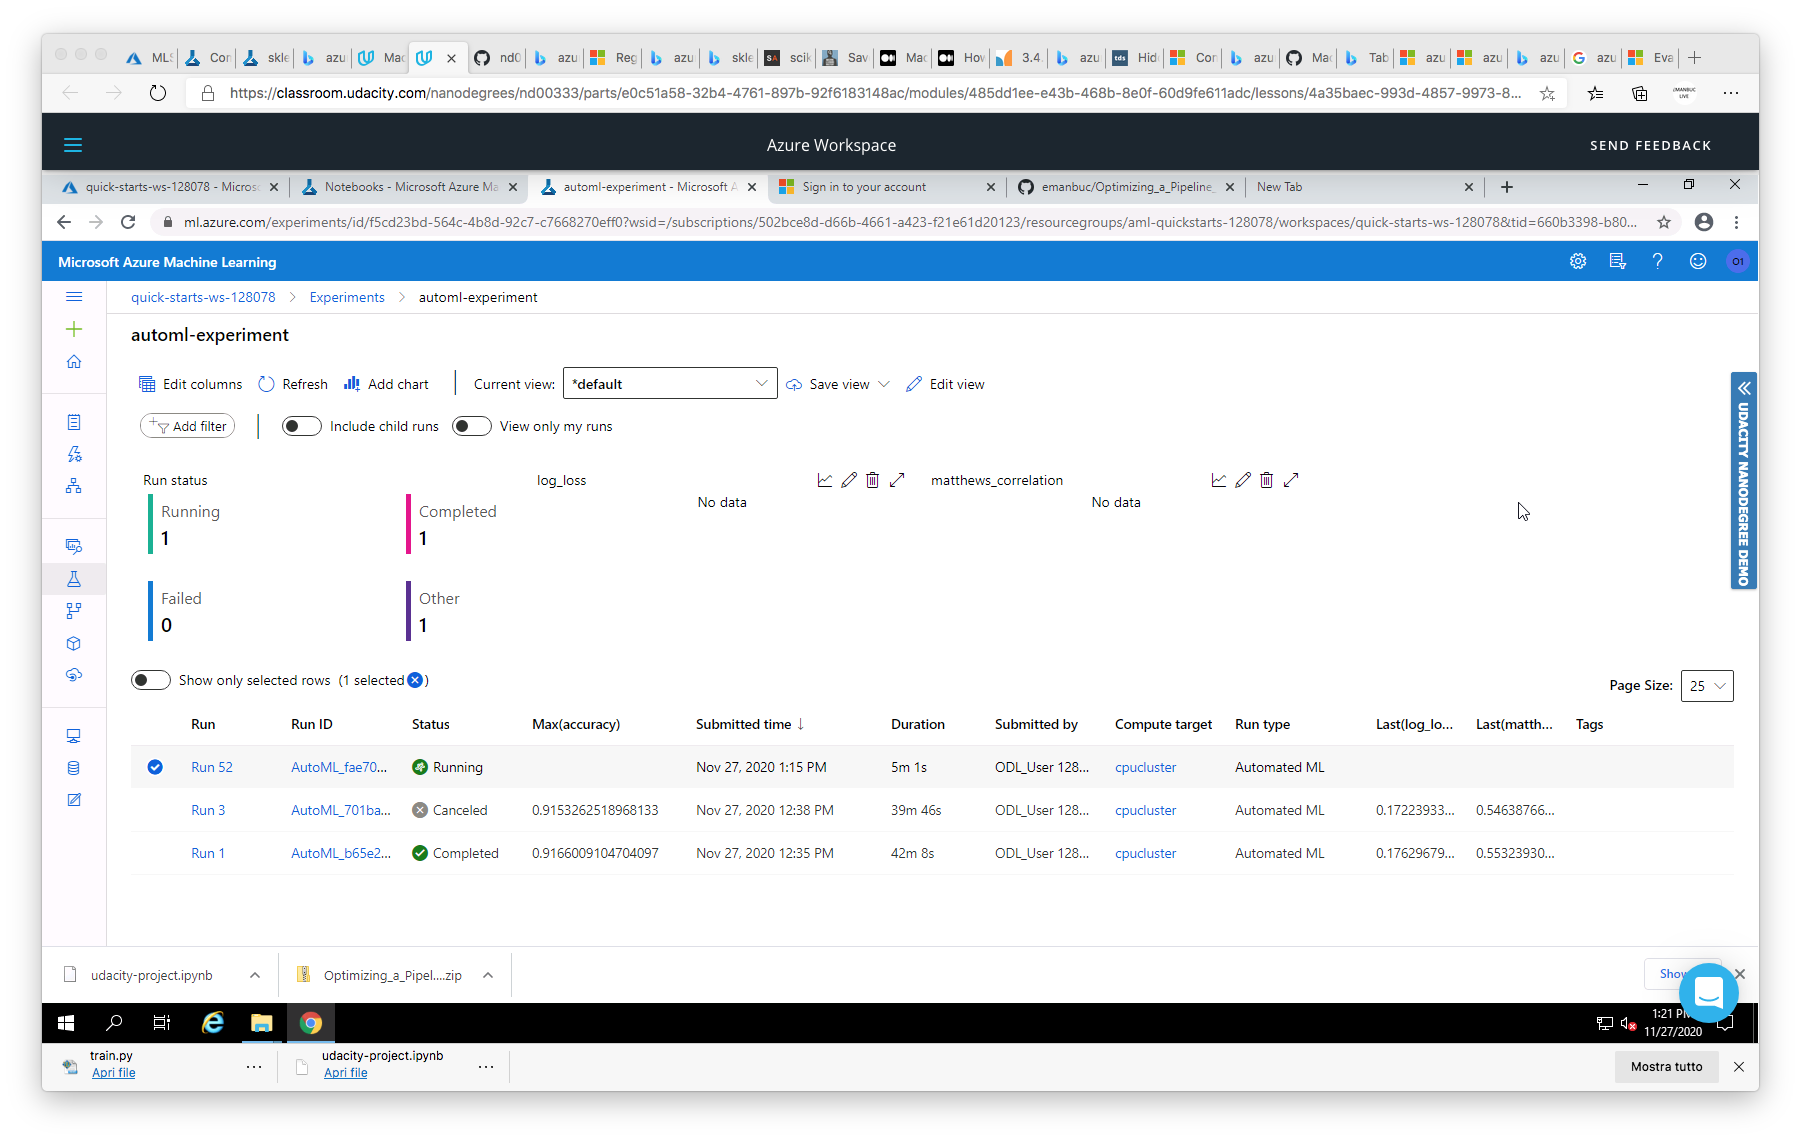 MLS Cor skle azu Mac nd0 azu Reg azu skle SA scik Sav Mac Hov 3.4. azu tds Hid Cor azu Mac Tab azu azu azu azu Eva
https://classroom.udacity.com/nanodegrees/nd00333/parts/e0c51a58-32b4-4761-897b-92f6183148ac/modules/485dd1ee-e43b-468b-8e0f-60d9fe611adc/lessons/4a35baec-993d-4857-9973-8...
Azure Workspace SEND FEEDBACK
quick-starts-ws-128078 - Micros Notebooks - Microsoft Azure Ma automl-experiment - Microsoft A Sign in to your account emanbuc/Optimizing_a_Pipeline_ New Tab
ml.azure.com/experiments/id/f5cd23bd-564c-4b8d-92c7-c7668270eff0?wsid=/subscriptions/502bce8d-d66b-4661-a423-f21e61d20123/resourcegroups/aml-quickstarts-128078/workspaces/quick-starts-ws-128078&tid=660b3398-b80...
Microsoft Azure Machine Learning ? O1
quick-starts-ws-128078 Experiments automl-experiment
automl-experiment
Edit columns Refresh Add chart Current view: *default Save view Edit view
Add filter Include child runs View only my runs
UDACITY NANODEGREE DEMO
Run status log_loss matthews_correlation
No data No data
Running Completed
1 1
Failed Other
0 1
Show only selected rows (1 selected )
Page Size: 25
Run Run ID Status Max(accuracy) Submitted time ↓ Duration Submitted by Compute target Run type Last(log_lo... Last(matth... Tags
Run 52 AutoML_fae70... Running Nov 27, 2020 1:15 PM 5m 1s ODL_User 128... cpucluster Automated ML
Run 3 AutoML_701ba... Canceled 0.9153262518968133 Nov 27, 2020 12:38 PM 39m 46s ODL_User 128... cpucluster Automated ML 0.17223933... 0.54638766...
Run 1 AutoML_b65e2... Completed 0.9166009104704097 Nov 27, 2020 12:35 PM 42m 8s ODL_User 128... cpucluster Automated ML 0.17629679... 0.55323930...
udacity-project.ipynb Optimizing_a_Pipel....zip Show
1:21 PM
11/27/2020
train.py udacity-project.ipynb
Apri file Apri file
Mostra tutto